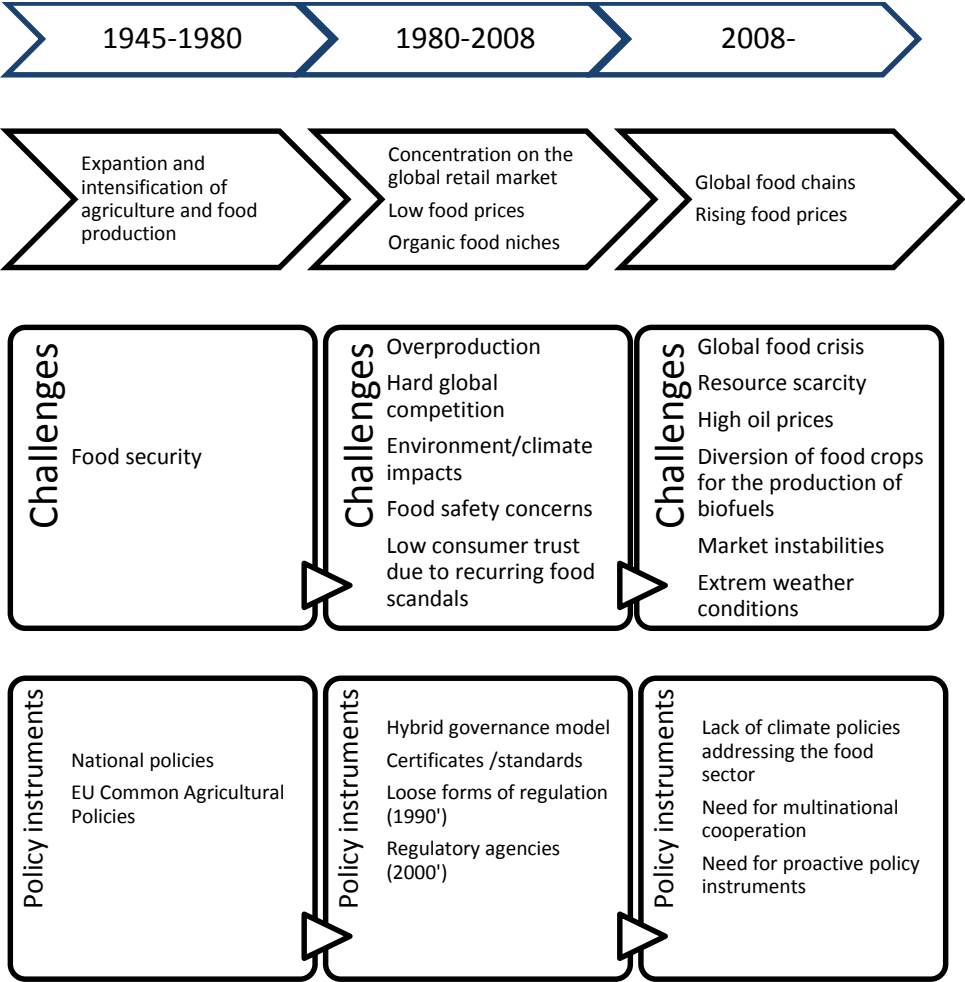 1945-1980
1980-2008
2008-
Expantion and
intensification of
agriculture and food
production
Concentration on the
global retail market
Low food prices
Organic food niches
Global food chains
Rising food prices
Challenges
Food security
Challenges
Overproduction
Hard global
competition
Environment/climate
impacts
Food safety concerns
Low consumer trust
due to recurring food
scandals
Challenges
Global food crisis
Resource scarcity
High oil prices
Diversion of food crops
for the production of
biofuels
Market instabilities
Extrem weather
conditions
Policy instruments
National policies
EU Common Agricultural
Policies
Policy instruments
Hybrid governance model
Certificates /standards
Loose forms of regulation
(1990')
Regulatory agencies
(2000')
Policy instruments
Lack of climate policies
addressing the food
sector
Need for multinational
cooperation
Need for proactive policy
instruments